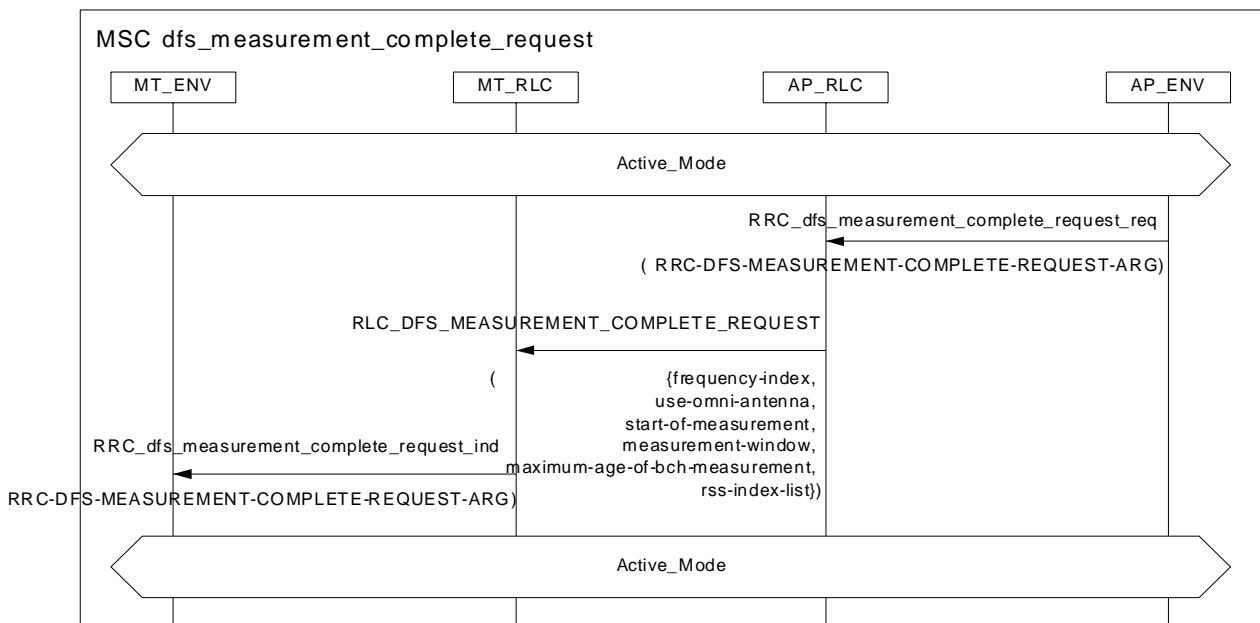 MSC dfs_measurement_complete_request
MT_ENV MT_RLC AP_RLC AP_ENV
Active_Mode
RRC_dfs_measurement_complete_request_req
( RRC-DFS-MEASUREMENT-COMPLETE-REQUEST-ARG)
RLC_DFS_MEASUREMENT_COMPLETE_REQUEST
( {frequency-index,
use-omni-antenna,
start-of-measurement,
measurement-window,
maximum-age-of-bch-measurement,
rss-index-list})
RRC_dfs_measurement_complete_request_ind
RRC-DFS-MEASUREMENT-COMPLETE-REQUEST-ARG)
Active_Mode